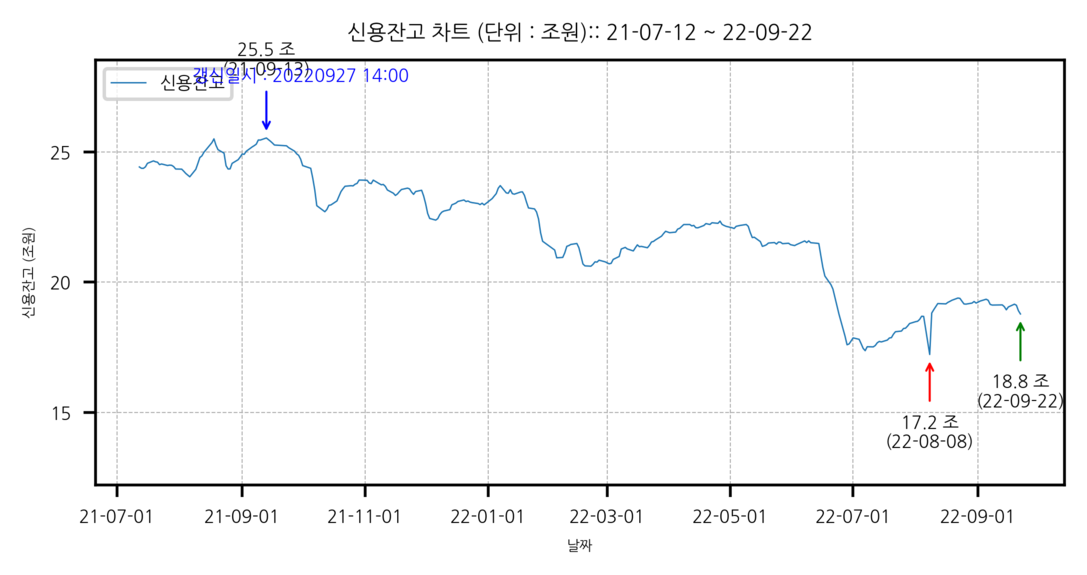 신용잔고 차트 (단위 : 조원):: 21-07-12 ~ 22-09-22
25.5 조
(21-09-13)
갱신일시 : 20220927 14:00
신용잔고
25
20
15
신용잔고 (조원)
18.8 조
(22-09-22)
17.2 조
(22-08-08)
21-07-01 21-09-01 21-11-01 22-01-01 22-03-01 22-05-01 22-07-01 22-09-01
날짜